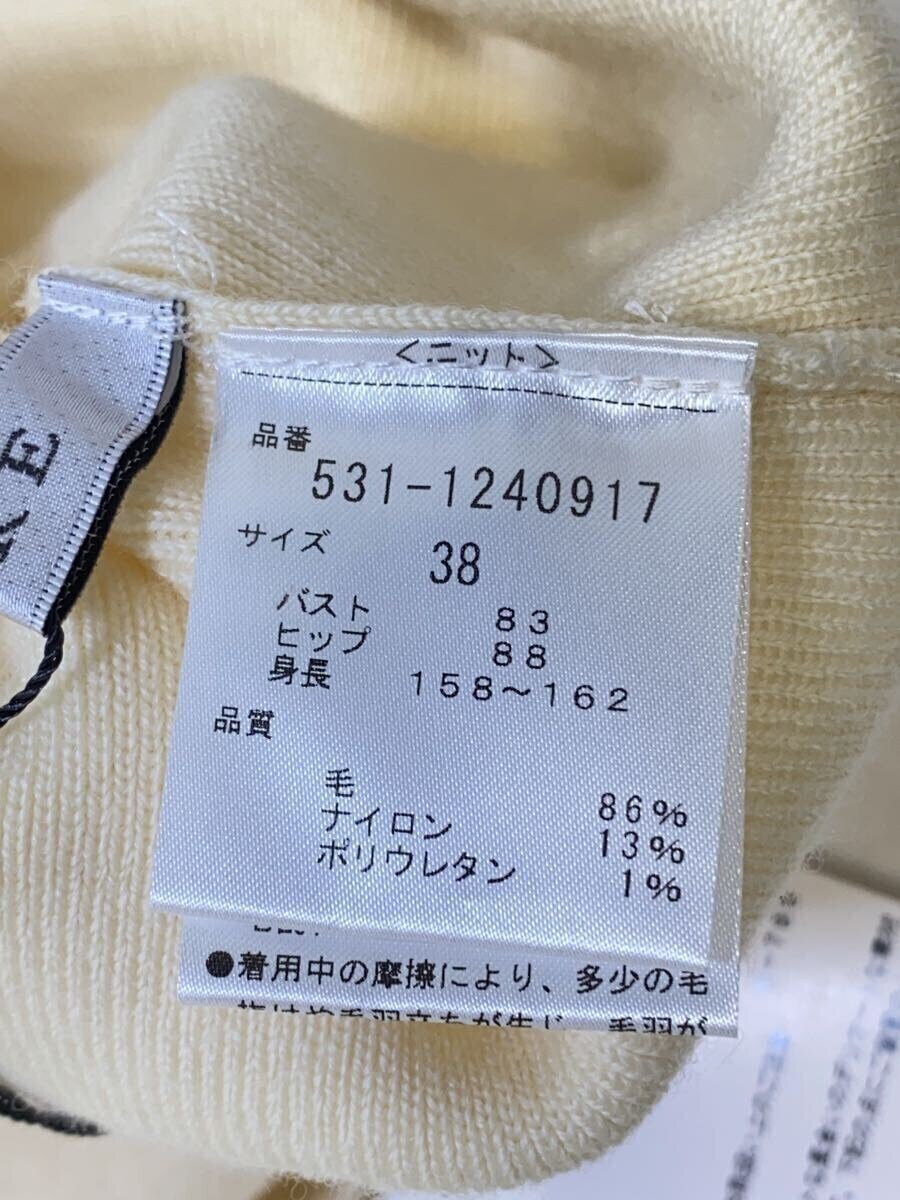 <ニット>
品番
531-1240917
サイズ 38
バスト 83
ヒップ 88
身長 158～162
品質
毛 86%
ナイロン 13%
ポリウレタン 1%
●着用中の摩擦により、多少の毛